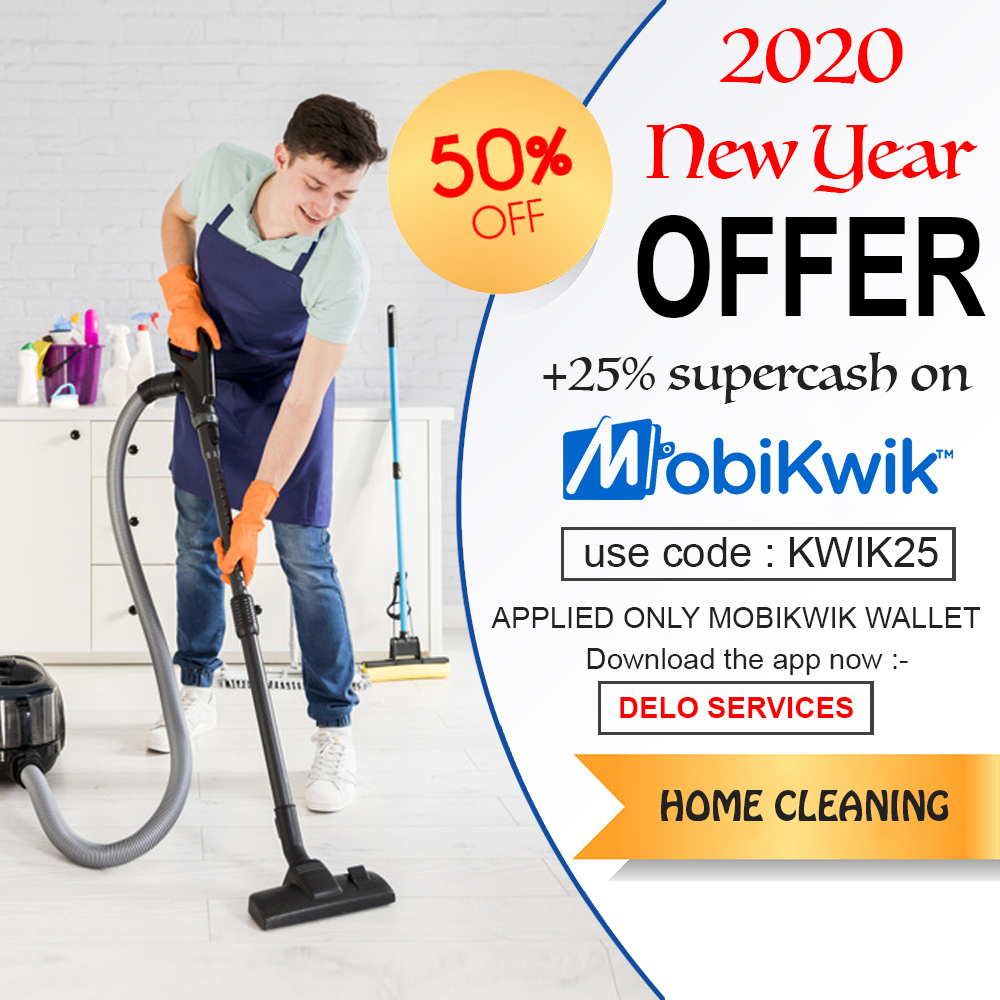 50%
OFF
2020
New Year
OFFER
+25% supercash on
MobiKwik™
use code : KWIK25
APPLIED ONLY MOBIKWIK WALLET
Download the app now :-
DELO SERVICES
HOME CLEANING